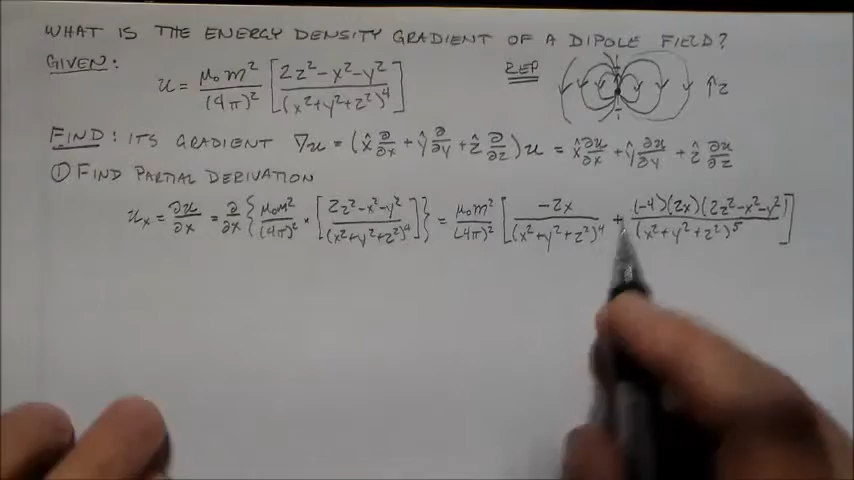 WHAT IS THE ENERGY DENSITY GRADIENT OF A DIPOLE FIELD?
GIVEN: u = μ₀m²/(4π)² [ (2z²-x²-y²)/(x²+y²+z²)⁴ ] REP ↑z
FIND: ITS GRADIENT ∇u = (x̂ ∂/∂x + ŷ ∂/∂y + ẑ ∂/∂z)u = x̂ ∂u/∂x + ŷ ∂u/∂y + ẑ ∂u/∂z
① FIND PARTIAL DERIVATION
uₓ = ∂u/∂x = ∂/∂x { μ₀m²/(4π)² * [ (2z²-x²-y²)/(x²+y²+z²)⁴ ] } = μ₀m²/(4π)² [ -2x/(x²+y²+z²)⁴ + (-4)(2x)(2z²-x²-y²)/(x²+y²+z²)⁵ ]